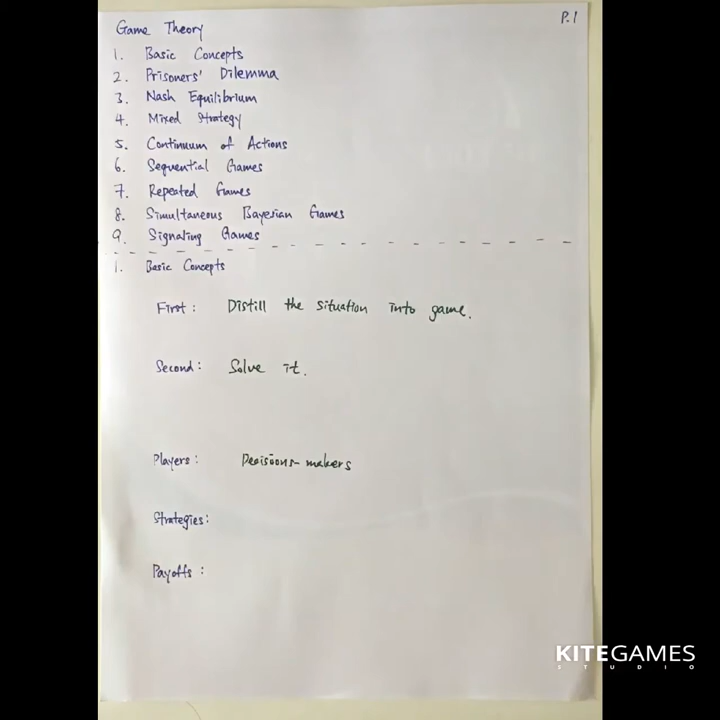 P.1
Game Theory
1. Basic Concepts
2. Prisoners' Dilemma
3. Nash Equilibrium
4. Mixed Strategy
5. Continuum of Actions
6. Sequential Games
7. Repeated Games
8. Simultaneous Bayesian Games
9. Signaling Games
1. Basic Concepts
First: Distill the situation into game.
Second: Solve it.
Players: Decisions-makers
Strategies:
Payoffs:
KITEGAMES
STUDIO